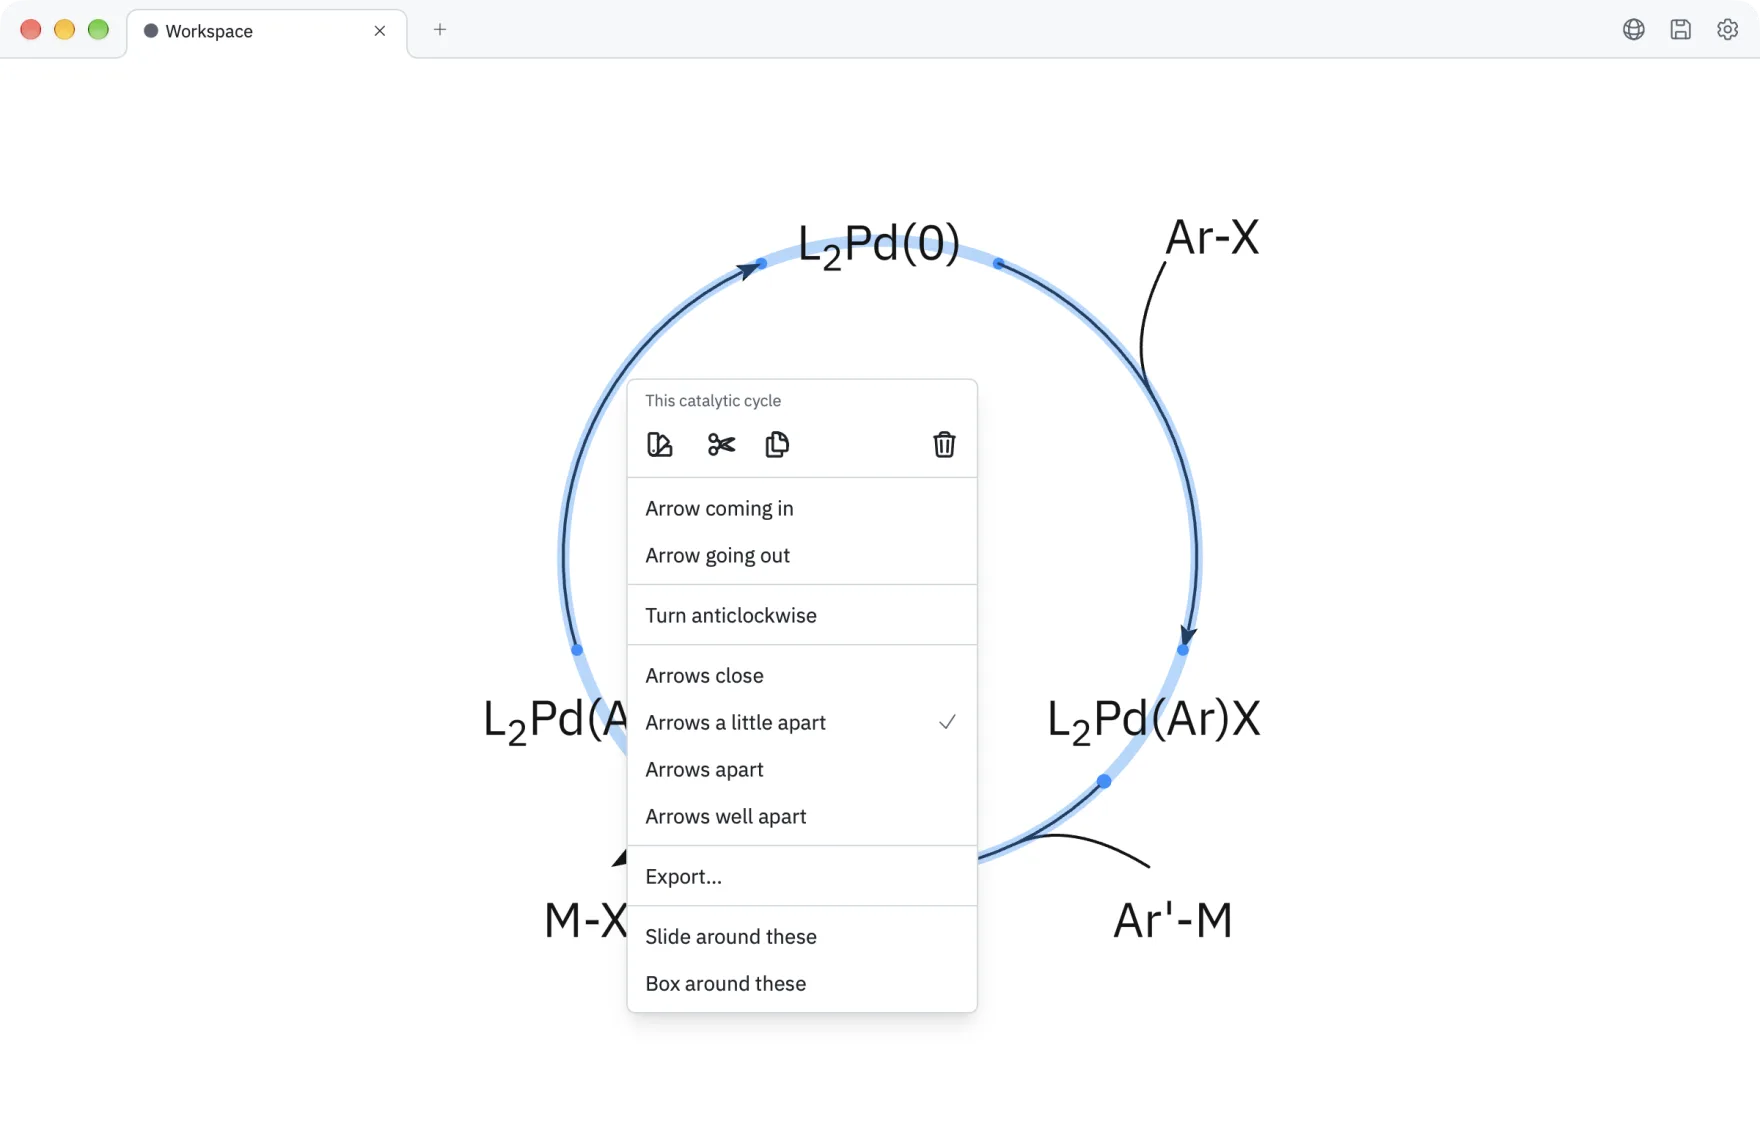 Workspace
L₂Pd(0)
Ar-X
This catalytic cycle
Arrow coming in
Arrow going out
Turn anticlockwise
Arrows close
Arrows a little apart
Arrows apart
Arrows well apart
Export...
Slide around these
Box around these
L₂Pd(A
L₂Pd(Ar)X
M-X
Ar'-M